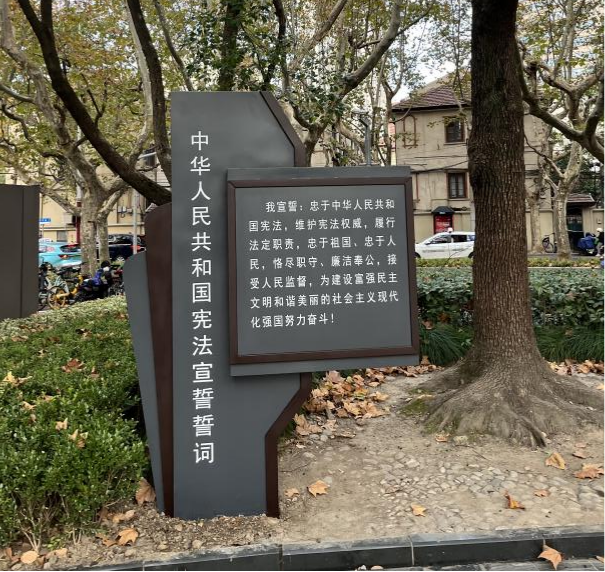 中华人民共和国宪法宣誓誓词
我宣誓：忠于中华人民共和
国宪法，维护宪法权威，履行
法定职责，忠于祖国、忠于人
民，恪尽职守、廉洁奉公，接
受人民监督，为建设富强民主
文明和谐美丽的社会主义现代
化强国努力奋斗！